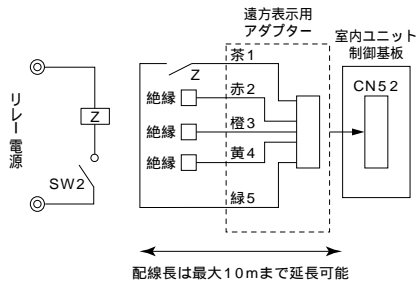 遠方表示用
アダプター
室内ユニット
制御基板
CN52
茶1
Z
赤2
絶縁
橙3
絶縁
黄4
絶縁
緑5
リレー電源
Z
SW2
配線長は最大10mまで延長可能